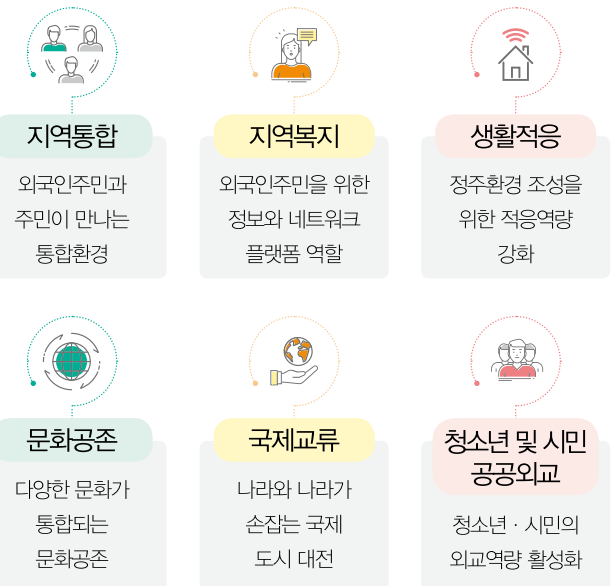 지역통합
외국인주민과
주민이 만나는
통합환경
지역복지
외국인주민을 위한
정보와 네트워크
플랫폼 역할
생활적응
정주환경 조성을
위한 적응역량
강화
문화공존
다양한 문화가
통합되는
문화공존
국제교류
나라와 나라가
손잡는 국제
도시 대전
청소년 및 시민
공공외교
청소년 · 시민의
외교역량 활성화